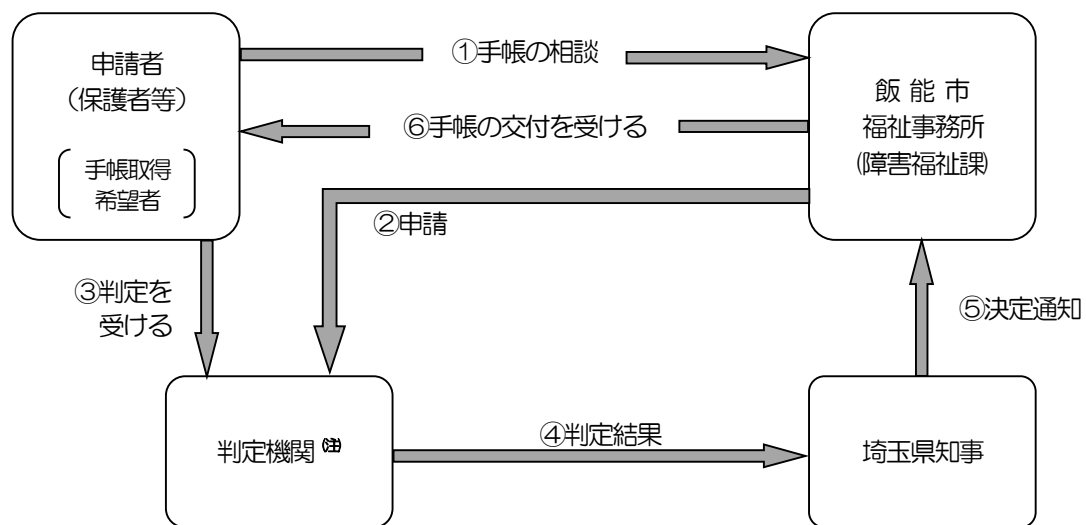 申請者
（保護者等）
手帳取得
希望者
①手帳の相談
⑥手帳の交付を受ける
飯能市
福祉事務所
(障害福祉課)
②申請
③判定を
受ける
⑤決定通知
判定機関
④判定結果
埼玉県知事